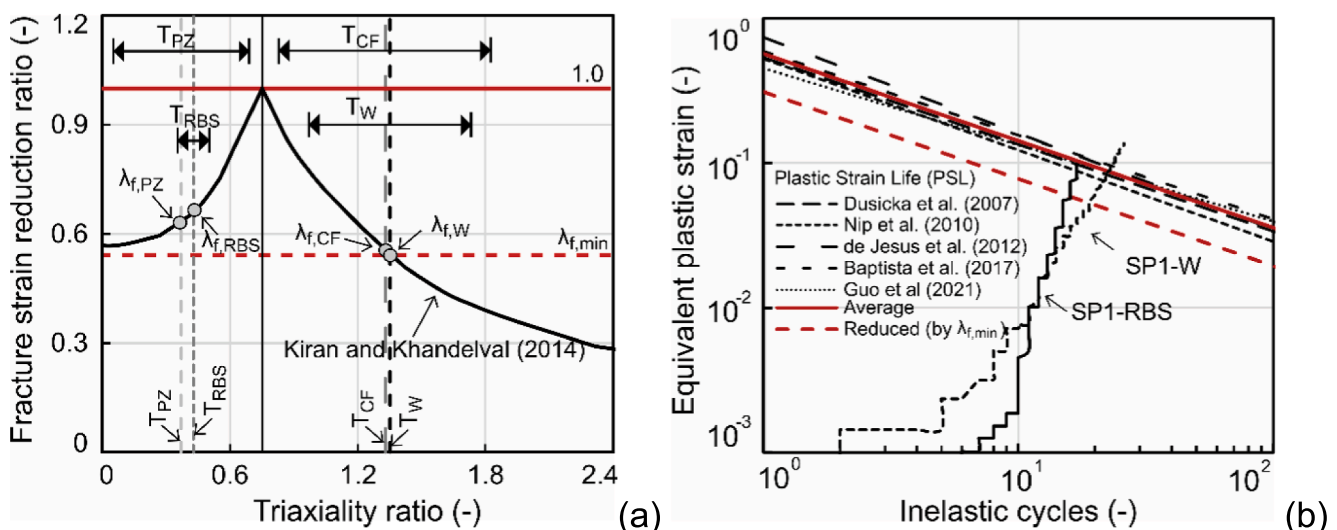 Fracture strain reduction ratio (-)
1.2
0.9
0.6
0.3
0
T_PZ
T_CF
1.0
T_RBS
T_W
λ_f,PZ
λ_f,RBS
λ_f,CF
λ_f,W
λ_f,min
Kiran and Khandelval (2014)
T_PZ
T_RBS
T_CF
T_W
0
0.6
1.2
1.8
2.4
Triaxiality ratio (-)
(a)
Equivalent plastic strain (-)
10^0
10^-1
10^-2
10^-3
Plastic Strain Life (PSL)
Dusicka et al. (2007)
Nip et al. (2010)
de Jesus et al. (2012)
Baptista et al. (2017)
Guo et al (2021)
Average
Reduced (by λ_f,min)
SP1-W
SP1-RBS
10^0
10^1
10^2
Inelastic cycles (-)
(b)